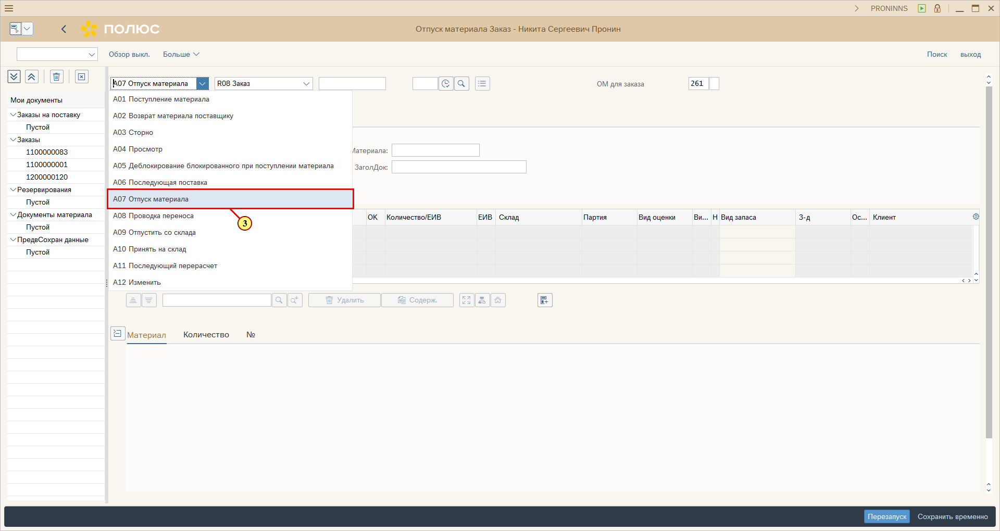 PRONINNS
ПОЛЮС
Отпуск материала Заказ - Никита Сергеевич Пронин
Обзор выкл.
Больше
Поиск
выход
A07 Отпуск материала
R08 Заказ
ОМ для заказа
261
Мои документы
Заказы на поставку
Пустой
Заказы
1100000083
1100000001
1200000120
Резервирования
Пустой
Документы материала
Пустой
ПредвСохран данные
Пустой
A01 Поступление материала
A02 Возврат материала поставщику
A03 Сторно
A04 Просмотр
A05 Деблокирование блокированного при поступлении материала
A06 Последующая поставка
A07 Отпуск материала
A08 Проводка переноса
A09 Отпустить со склада
A10 Принять на склад
A11 Последующий перерасчет
A12 Изменить
3
Материала:
ЗаголДок:
OK
Количество/ЕИВ
ЕИВ
Склад
Партия
Вид оценки
Ви...
Н
Вид запаса
З-д
Ос...
Клиент
Удалить
Содерж.
Материал
Количество
№
Перезапуск
Сохранить временно